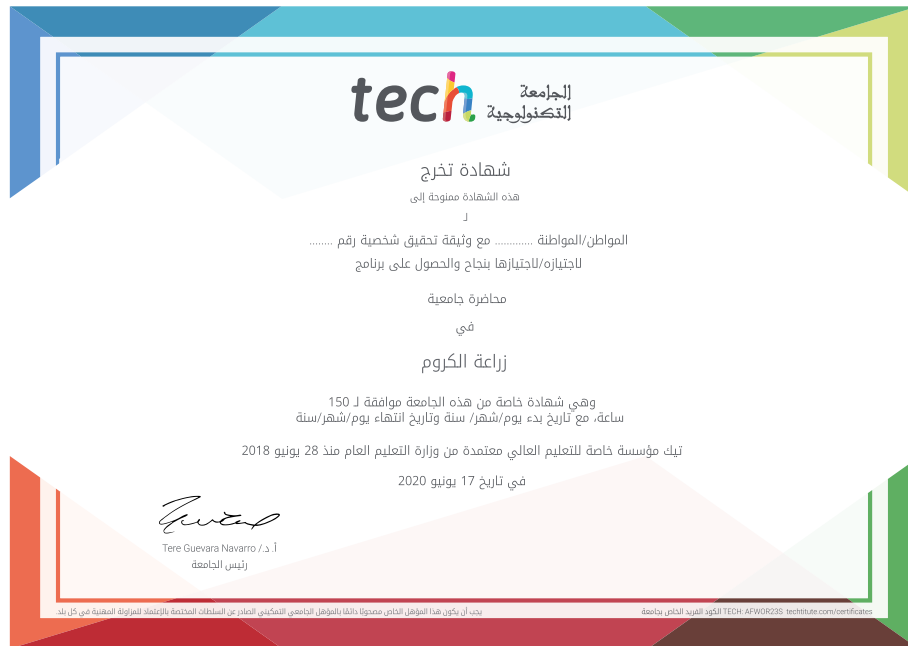 tech الجامعة
التكنولوجية
شهادة تخرج
هذه الشهادة ممنوحة إلى
لـ
المواطن/المواطنة ............ مع وثيقة تحقيق شخصية رقم ........
لاجتيازه/لاجتيازها بنجاح والحصول على برنامج
محاضرة جامعية
في
زراعة الكروم
وهي شهادة خاصة من هذه الجامعة موافقة لـ 150
ساعة، مع تاريخ بدء يوم/شهر/ سنة وتاريخ انتهاء يوم/شهر/سنة
تيك مؤسسة خاصة للتعليم العالي معتمدة من وزارة التعليم العام منذ 28 يونيو 2018
في تاريخ 17 يونيو 2020
أ. د./ Tere Guevara Navarro
رئيس الجامعة
الكود الفريد الخاص بجامعة TECH: AFWOR23S techtitute.com/certificates
يجب أن يكون هذا المؤهل الخاص مصحوبًا دائمًا بالمؤهل الجامعي التمكيني الصادر عن السلطات المختصة بالإعتماد للمزاولة المهنية في كل بلد.